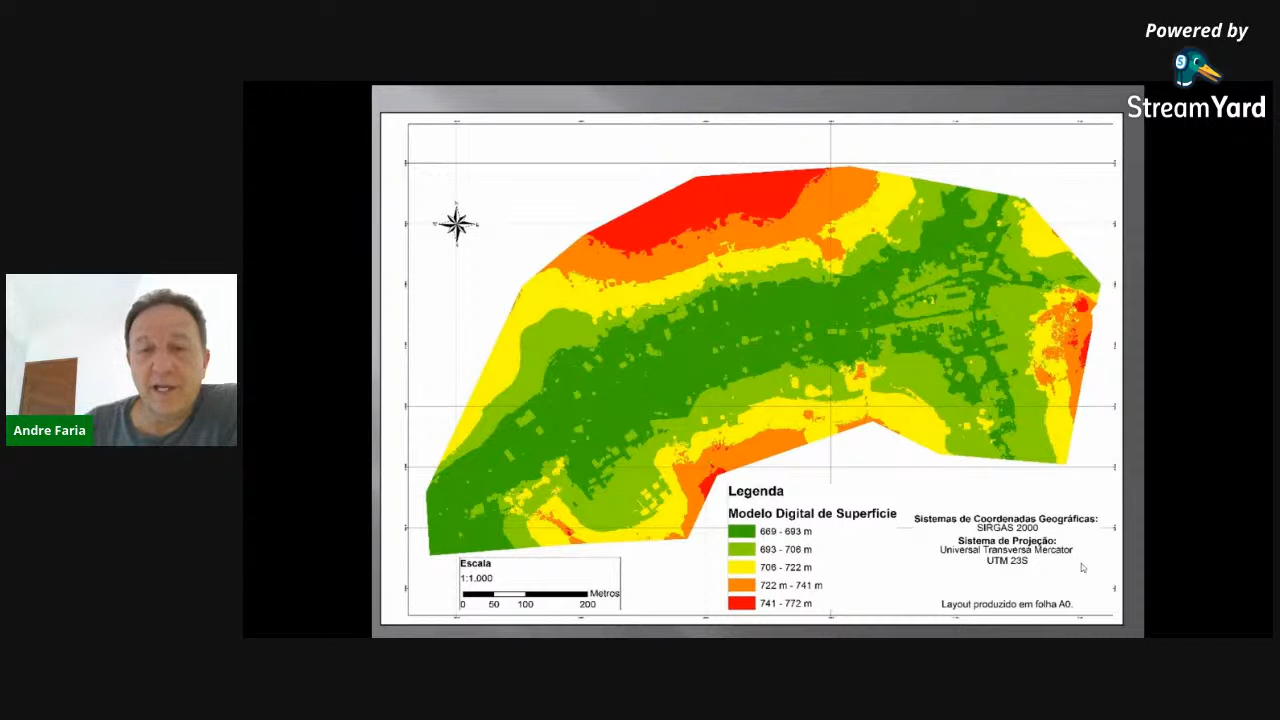 Powered by
StreamYard
Andre Faria
Legenda
Modelo Digital de Superfície
669 - 693 m
693 - 706 m
706 - 722 m
722 m - 741 m
741 - 772 m
Sistemas de Coordenadas Geográficas:
SIRGAS 2000
Sistema de Projeção:
Universal Transversa Mercator
UTM 23S
Layout produzido em folha A0.
Escala
1:1.000
Metros
0 50 100 200